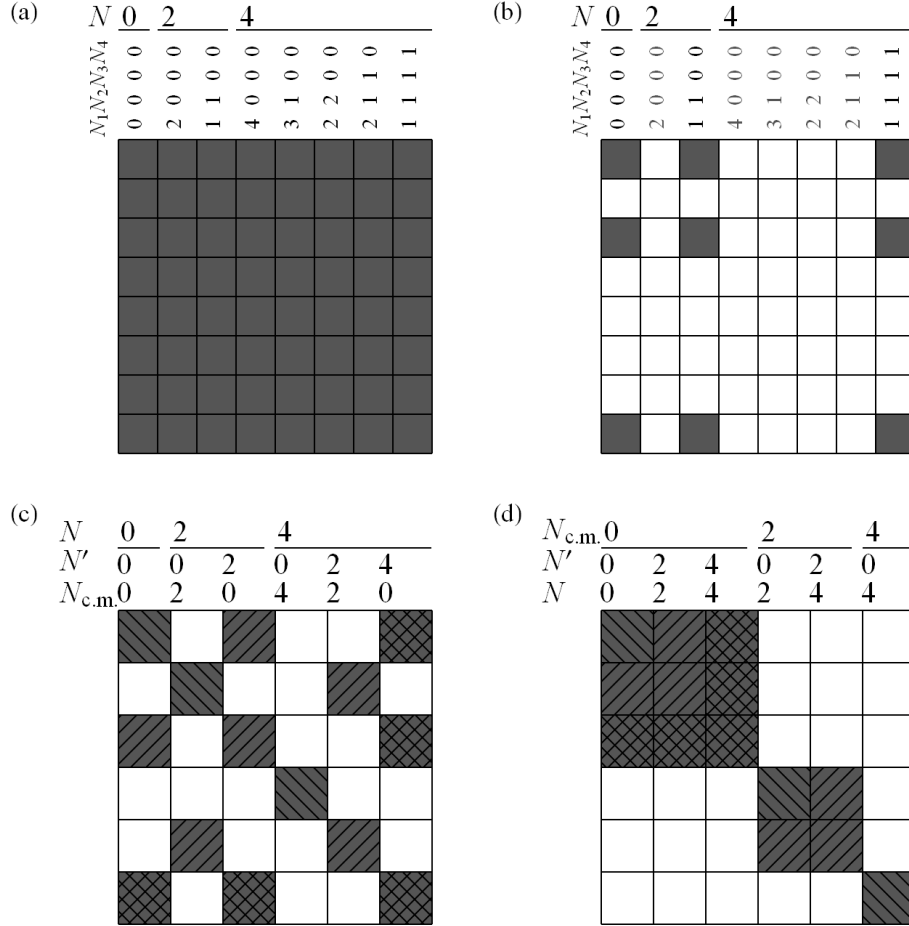 (a)
N 0 2 4
N₁N₂N₃N₄
0 0 0 0
2 0 0 0
1 1 0 0
4 0 0 0
3 1 0 0
2 2 0 0
2 1 1 0
1 1 1 1
(b)
N 0 2 4
N₁N₂N₃N₄
0 0 0 0
2 0 0 0
1 1 0 0
4 0 0 0
3 1 0 0
2 2 0 0
2 1 1 0
1 1 1 1
(c)
N 0 2 4
N′ 0 0 2 0 2 4
N_c.m. 0 2 0 4 2 0
(d)
N_c.m. 0 2 4
N′ 0 2 4 0 2 0
N 0 2 4 2 4 4